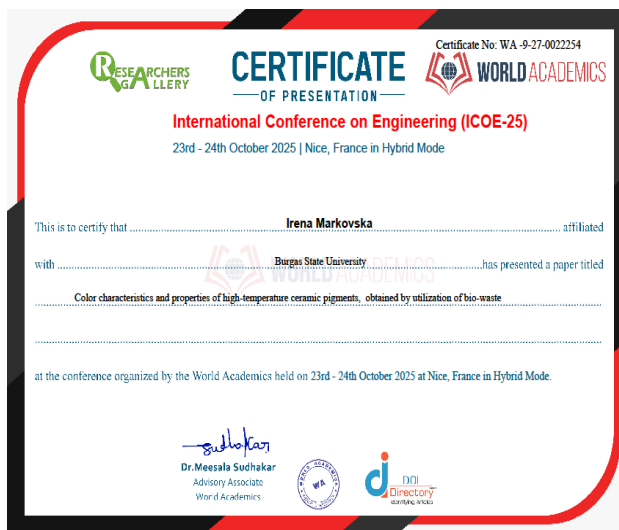 Certificate No: WA -9-27-0022254
RESEARCHERS
GALLERY
CERTIFICATE
OF PRESENTATION
WORLD ACADEMICS
International Conference on Engineering (ICOE-25)
23rd - 24th October 2025 | Nice, France in Hybrid Mode
This is to certify that Irena Markovska affiliated
with Burgas State University has presented a paper titled
WORLD ACADEMICS
Color characteristics and properties of high-temperature ceramic pigments, obtained by utilization of bio-waste
at the conference organized by the World Academics held on 23rd - 24th October 2025 at Nice, France in Hybrid Mode.
Sudhakar
Dr.Meesala Sudhakar
Advisory Associate
World Academics
WORLD ACADEMICS
WA
DOI
Directory
Identifying Articles